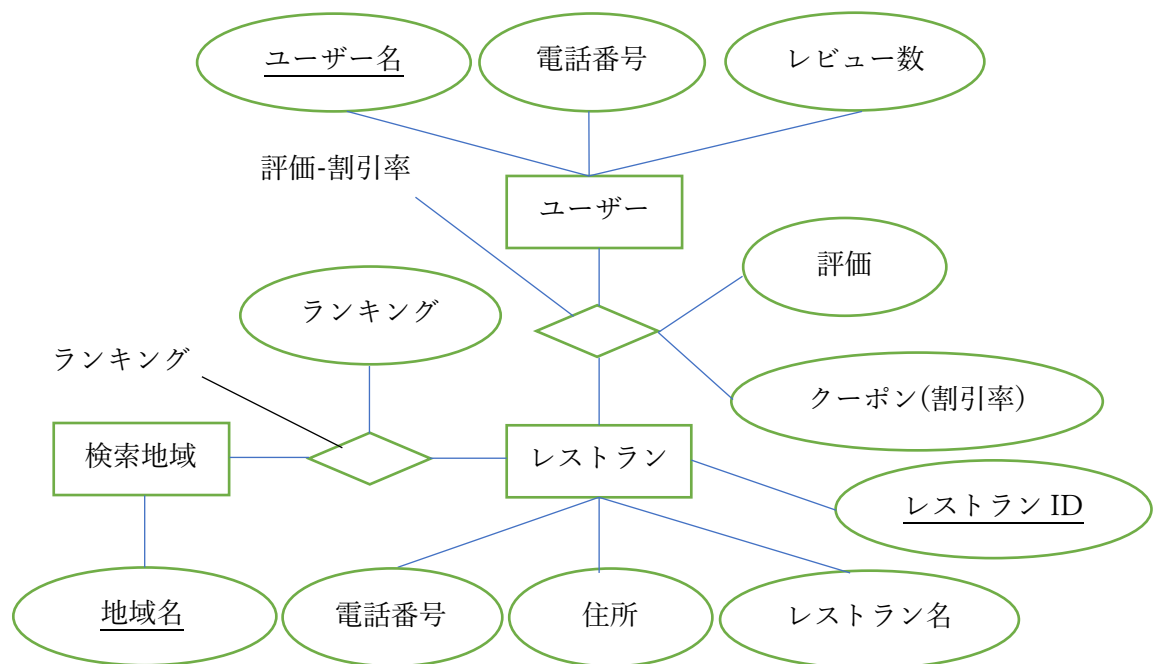 ユーザー名
電話番号
レビュー数
評価-割引率
ユーザー
評価
ランキング
ランキング
クーポン(割引率)
検索地域
レストラン
レストラン ID
地域名
電話番号
住所
レストラン名